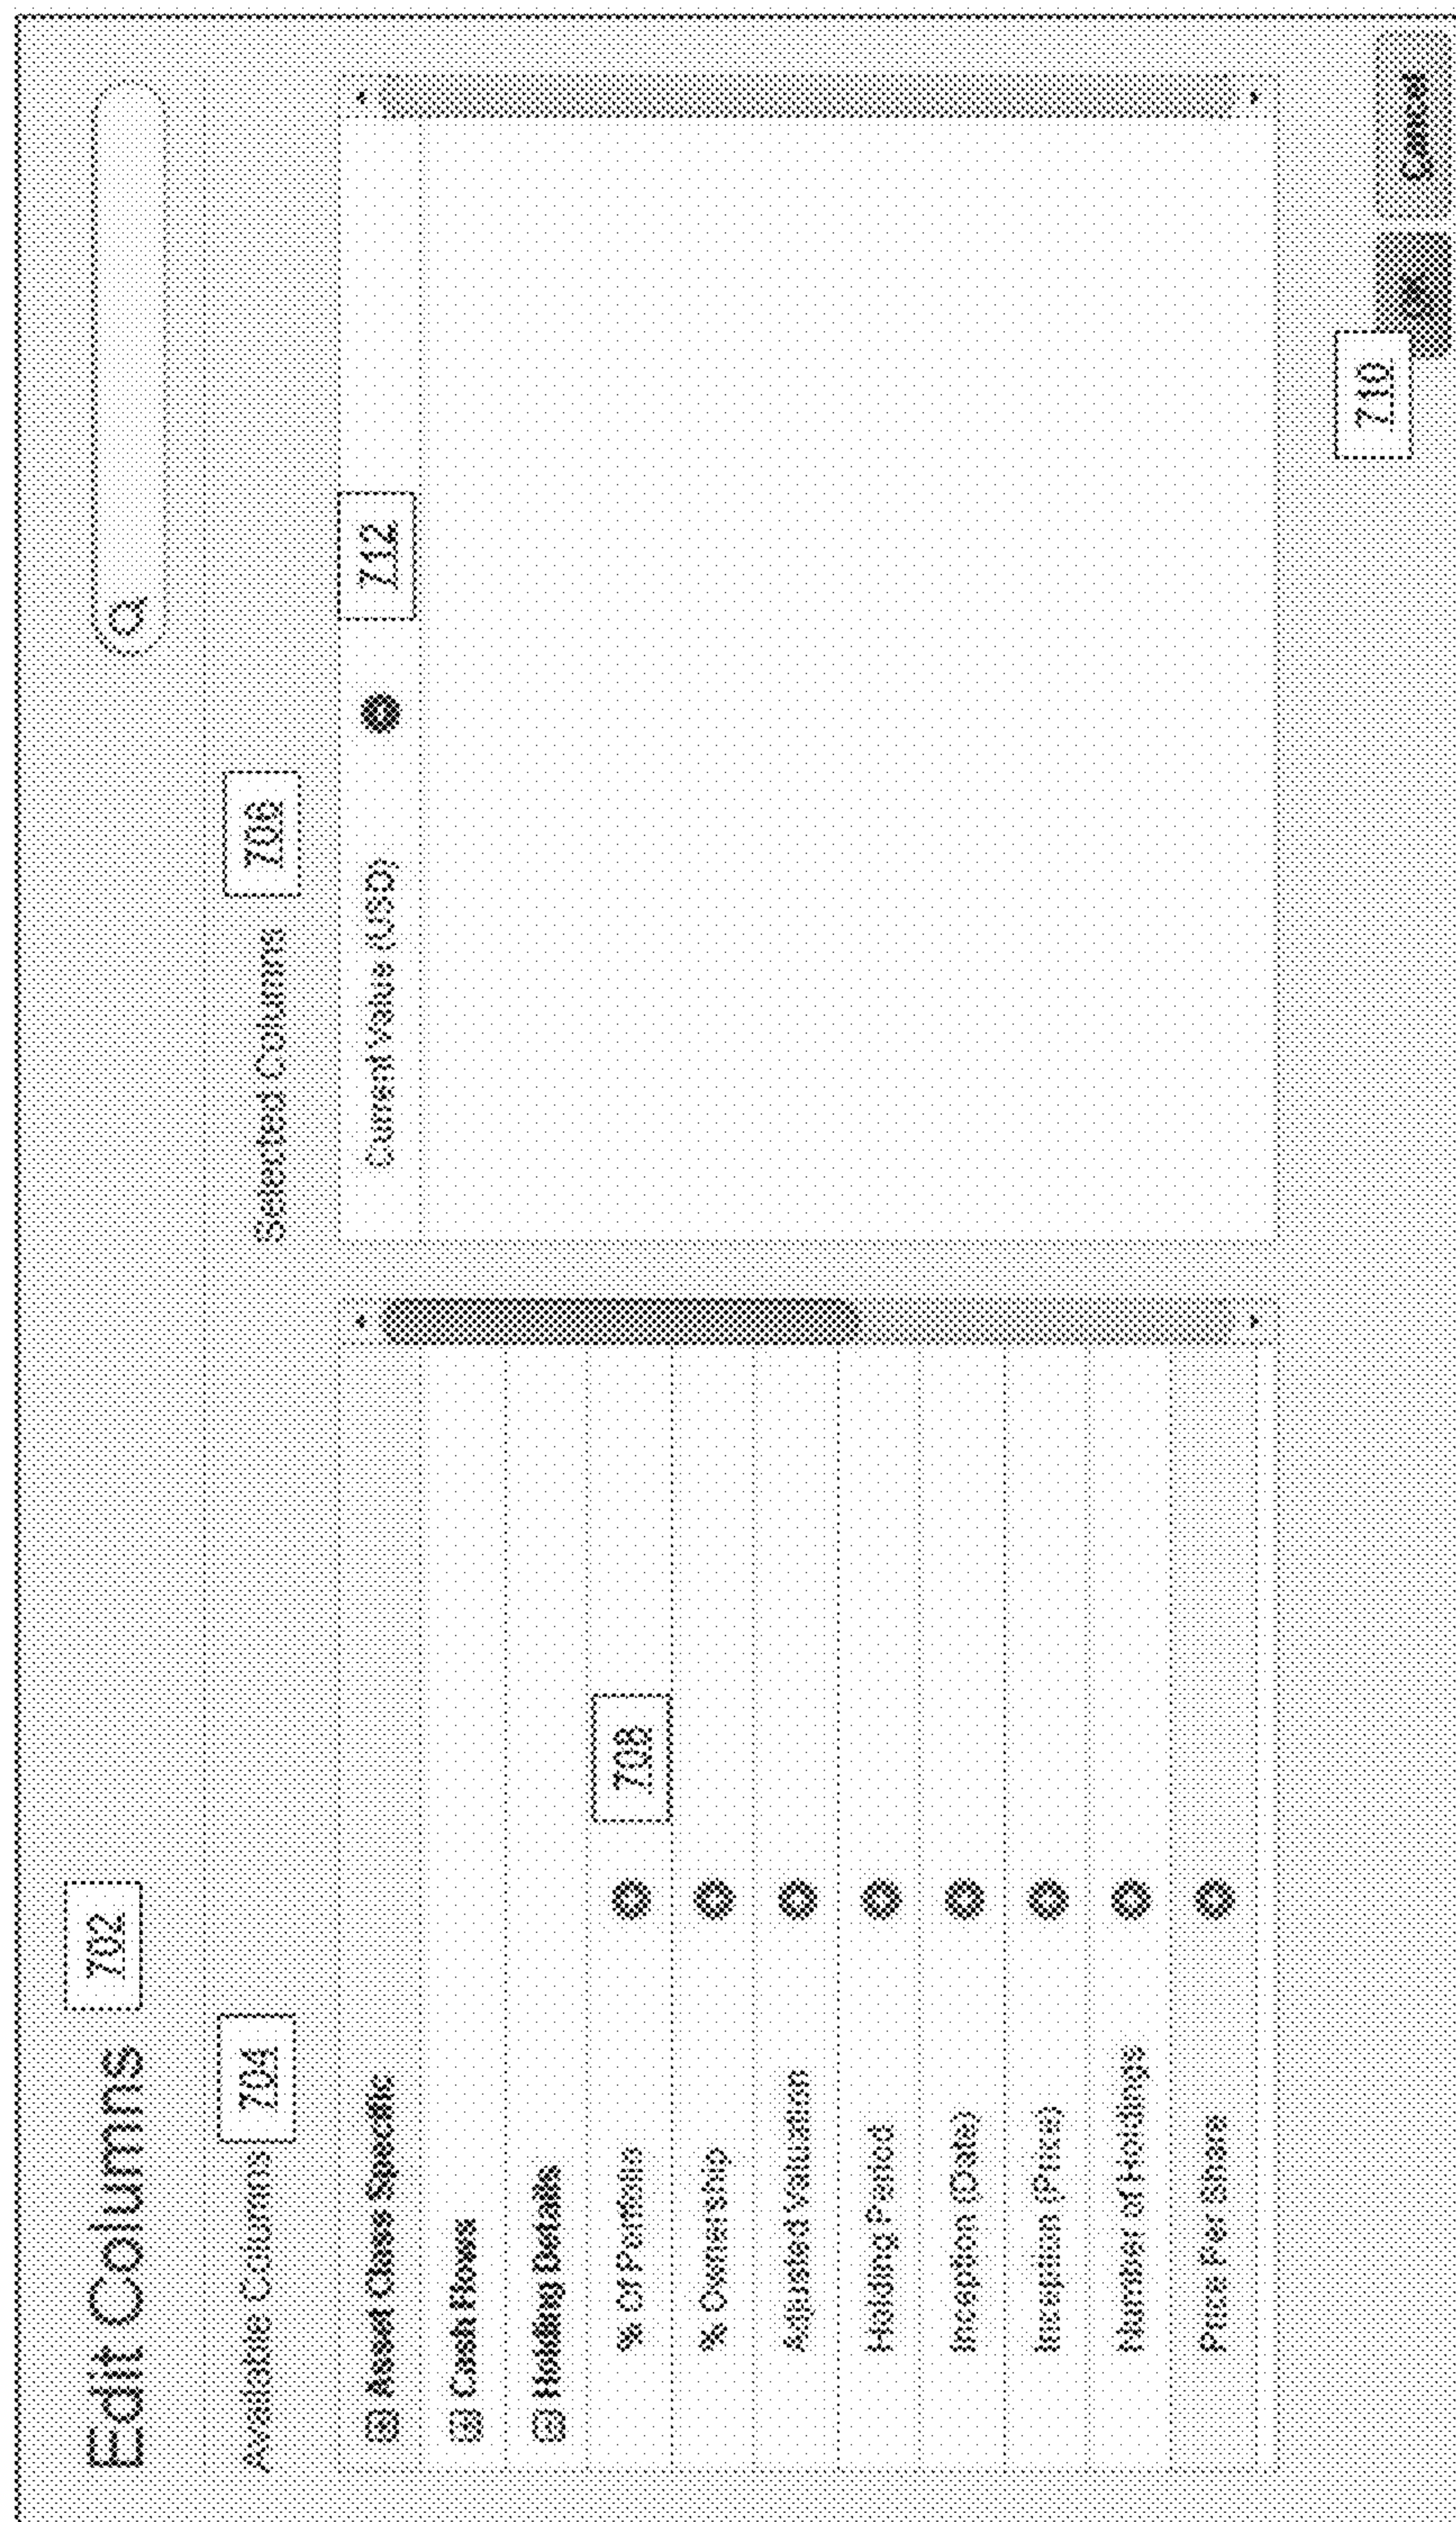 Edit Columns 702
Available Columns 704
Selected Columns 706
Asset Class Specific
Cash Flows
Holding Details
% Of Portfolio 708
% Ownership
Adjusted Valuation
Holding Period
Inception (Date)
Inception (Price)
Number of Holdings
Price Per Share
Current Value (USD) 712
710
Cancel